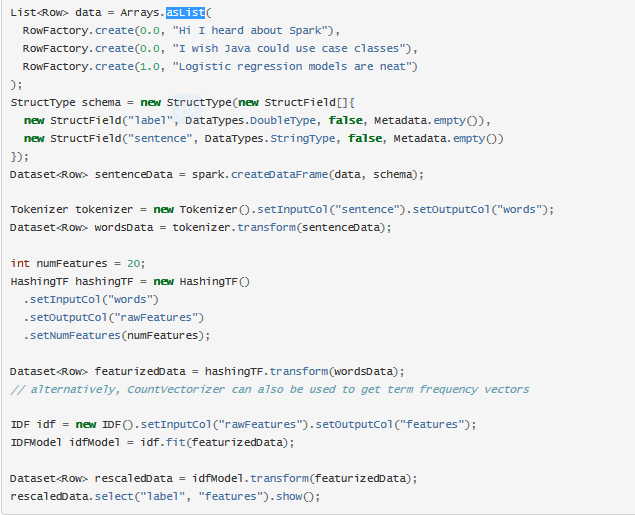 List<Row> data = Arrays.asList(
  RowFactory.create(0.0, "Hi I heard about Spark"),
  RowFactory.create(0.0, "I wish Java could use case classes"),
  RowFactory.create(1.0, "Logistic regression models are neat")
);
StructType schema = new StructType(new StructField[]{
  new StructField("label", DataTypes.DoubleType, false, Metadata.empty()),
  new StructField("sentence", DataTypes.StringType, false, Metadata.empty())
});
Dataset<Row> sentenceData = spark.createDataFrame(data, schema);

Tokenizer tokenizer = new Tokenizer().setInputCol("sentence").setOutputCol("words");
Dataset<Row> wordsData = tokenizer.transform(sentenceData);

int numFeatures = 20;
HashingTF hashingTF = new HashingTF()
  .setInputCol("words")
  .setOutputCol("rawFeatures")
  .setNumFeatures(numFeatures);

Dataset<Row> featurizedData = hashingTF.transform(wordsData);
// alternatively, CountVectorizer can also be used to get term frequency vectors

IDF idf = new IDF().setInputCol("rawFeatures").setOutputCol("features");
IDFModel idfModel = idf.fit(featurizedData);

Dataset<Row> rescaledData = idfModel.transform(featurizedData);
rescaledData.select("label", "features").show();